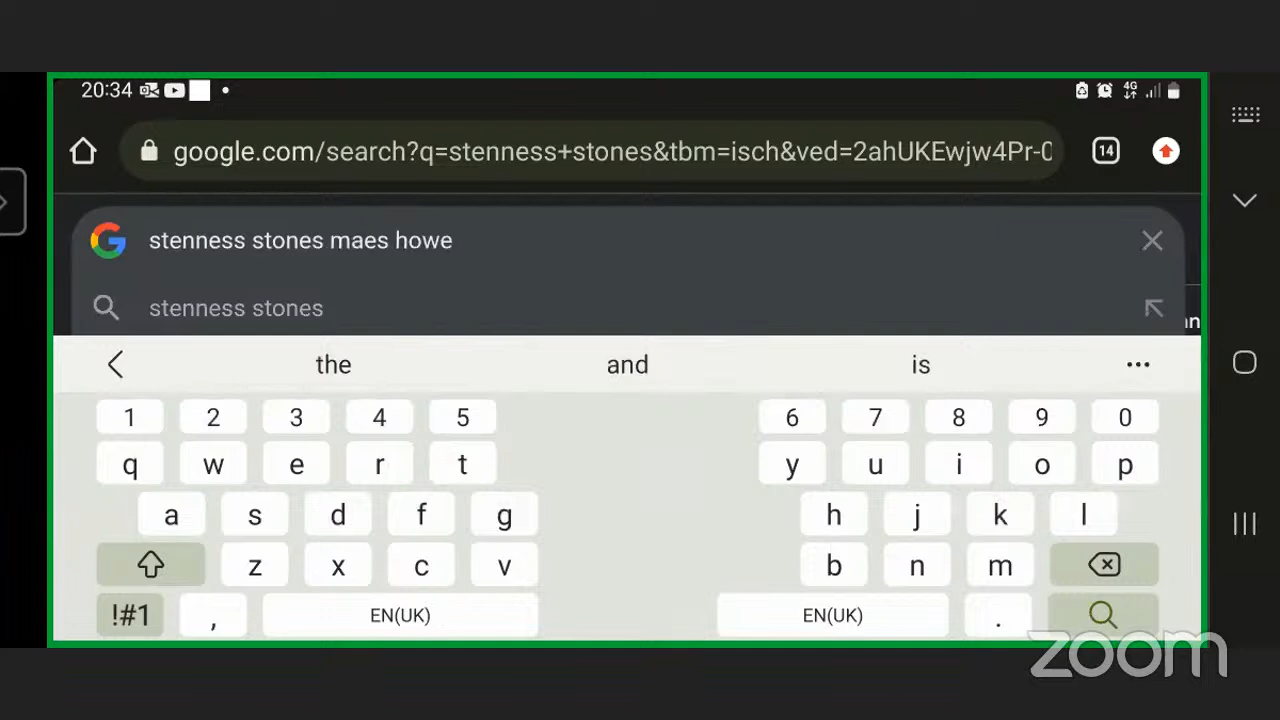 20:34 4G
google.com/search?q=stenness+stones&tbm=isch&ved=2ahUKEwjw4Pr-0 14
stenness stones maes howe
stenness stones
an
the and is ...
1 2 3 4 5 6 7 8 9 0
q w e r t y u i o p
a s d f g h j k l
z x c v b n m
!#1 , EN(UK) EN(UK) .
zoom